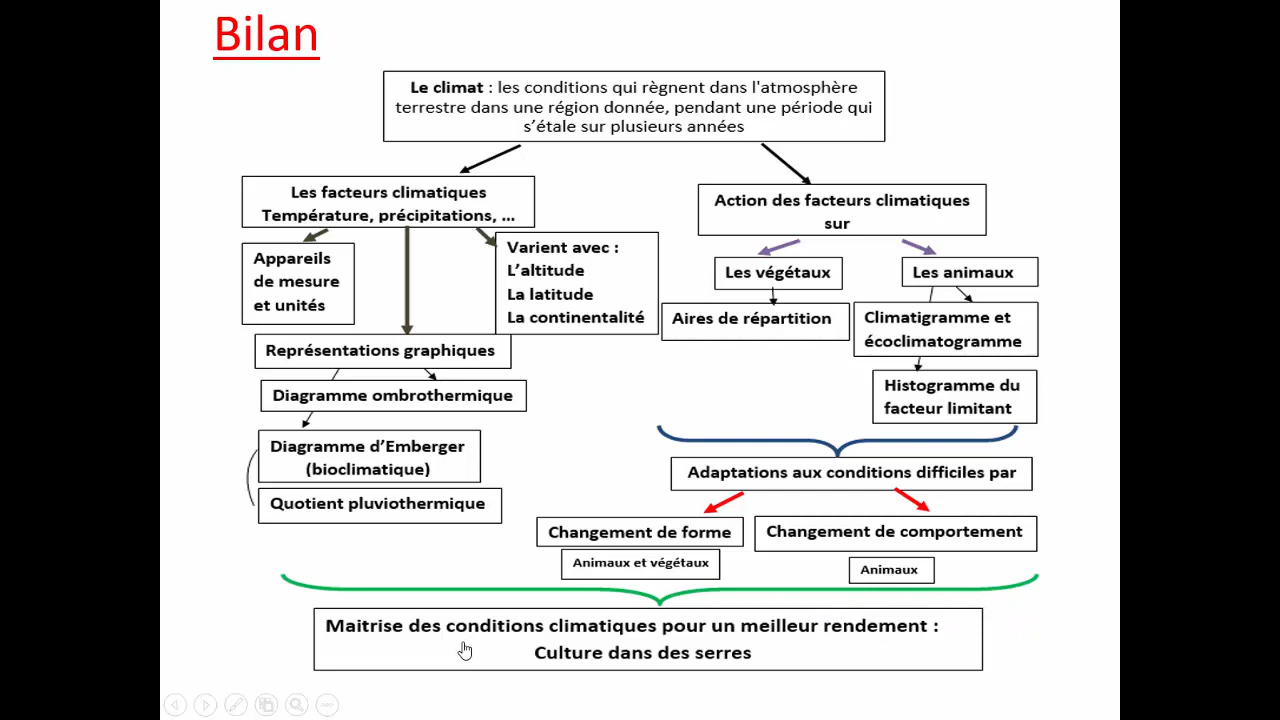 Bilan
Le climat : les conditions qui règnent dans l'atmosphère
terrestre dans une région donnée, pendant une période qui
s’étale sur plusieurs années
Les facteurs climatiques
Température, précipitations, …
Appareils
de mesure
et unités
Varient avec :
L’altitude
La latitude
La continentalité
Représentations graphiques
Diagramme ombrothermique
Diagramme d’Emberger
(bioclimatique)
Quotient pluviothermique
Action des facteurs climatiques
sur
Les végétaux
Les animaux
Aires de répartition
Climatigramme et
écoclimatogramme
Histogramme du
facteur limitant
Adaptations aux conditions difficiles par
Changement de forme
Changement de comportement
Animaux et végétaux
Animaux
Maitrise des conditions climatiques pour un meilleur rendement :
Culture dans des serres